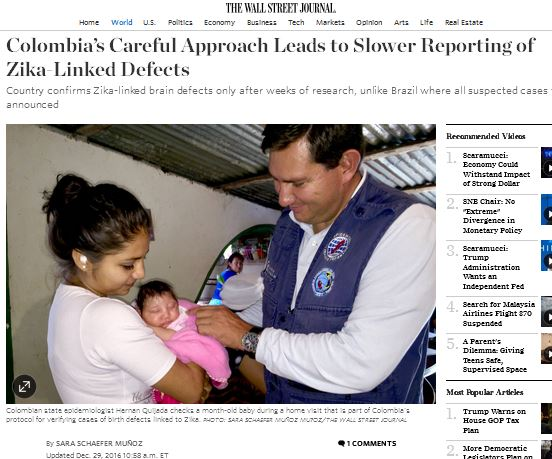 THE WALL STREET JOURNAL.
Home World U.S. Politics Economy Business Tech Markets Opinion Arts Life Real Estate
Colombia's Careful Approach Leads to Slower Reporting of
Zika-Linked Defects
Country confirms Zika-linked brain defects only after weeks of research, unlike Brazil where all suspected cases
announced
Colombian state epidemiologist Hernan Quijada checks a month-old baby during a home visit that is part of Colombia's
protocol for verifying cases of birth defects linked to Zika. PHOTO: SARA SCHAEFER MUÑOZ MUTOZ/THE WALL STREET JOURNAL
By SARA SCHAEFER MUÑOZ
Updated Dec. 29, 2016 10:58 a.m. ET
1 COMMENTS
Recommended Videos
1. Scaramucci:
Economy Could
Withstand Impact
of Strong Dollar
2. SNB Chair: No
"Extreme"
Divergence in
Monetary Policy
3. Scaramucci:
Trump
Administration
Wants an
Independent Fed
4. Search for Malaysia
Airlines Flight 370
Suspended
5. A Parent's
Dilemma: Giving
Teens Safe,
Supervised Space
Most Popular Articles
1. Trump Warns on
House GOP Tax
Plan
2. More Democratic
Legislators Plan on